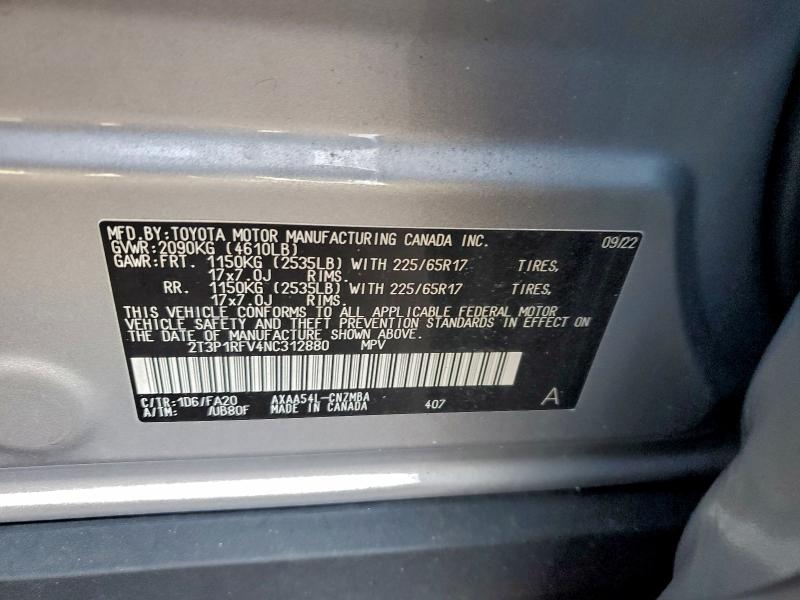 MFD.BY:TOYOTA MOTOR MANUFACTURING CANADA INC. 09/22
GVWR:2090KG (4610LB)
GAWR:FRT. 1150KG (2535LB) WITH 225/65R17 TIRES,
17x7.0J RIMS.
RR. 1150KG (2535LB) WITH 225/65R17 TIRES,
17x7.0J RIMS.
THIS VEHICLE CONFORMS TO ALL APPLICABLE FEDERAL MOTOR
VEHICLE SAFETY AND THEFT PREVENTION STANDARDS IN EFFECT ON
THE DATE OF MANUFACTURE SHOWN ABOVE.
2T3P1RFV4NC312880 MPV
C/TR:1D6/FA20 AXAA54L-CNZMBA
A/TM: /UB80F MADE IN CANADA 407 A